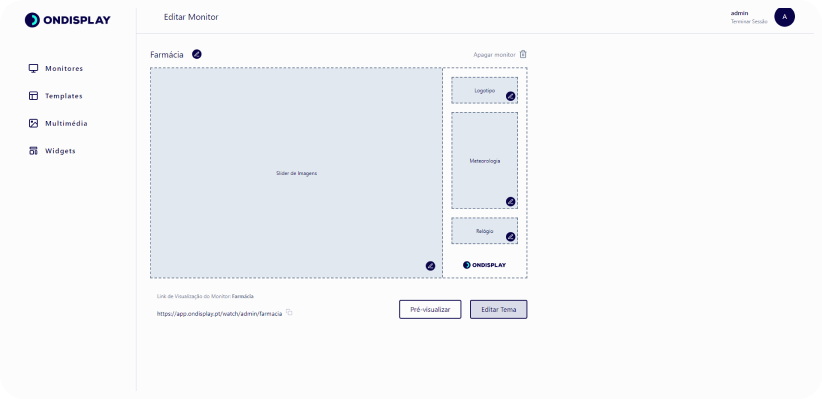 ONDISPLAY
Editar Monitor
admin
Terminar Sessão
A
Monitores
Templates
Multimédia
Widgets
Farmácia
Apagar monitor
Slider de Imagens
Logotipo
Meteorologia
Relógio
ONDISPLAY
Link de Visualização do Monitor: Farmácia
https://app.ondisplay.pt/watch/admin/farmacia
Pré-visualizar
Editar Tema